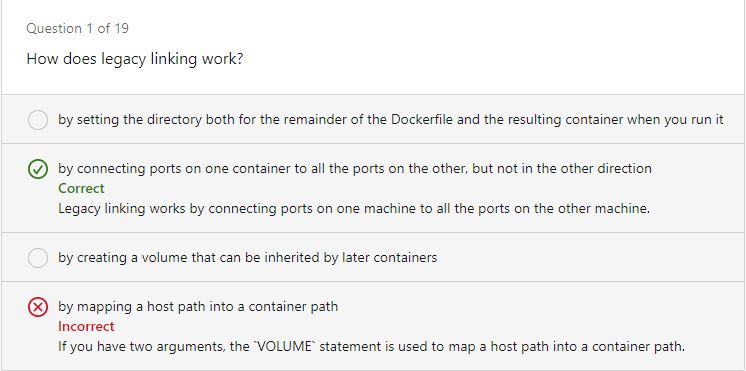 Question 1 of 19
How does legacy linking work?
by setting the directory both for the remainder of the Dockerfile and the resulting container when you run it
by connecting ports on one container to all the ports on the other, but not in the other direction
Correct
Legacy linking works by connecting ports on one machine to all the ports on the other machine.
by creating a volume that can be inherited by later containers
by mapping a host path into a container path
Incorrect
If you have two arguments, the `VOLUME` statement is used to map a host path into a container path.